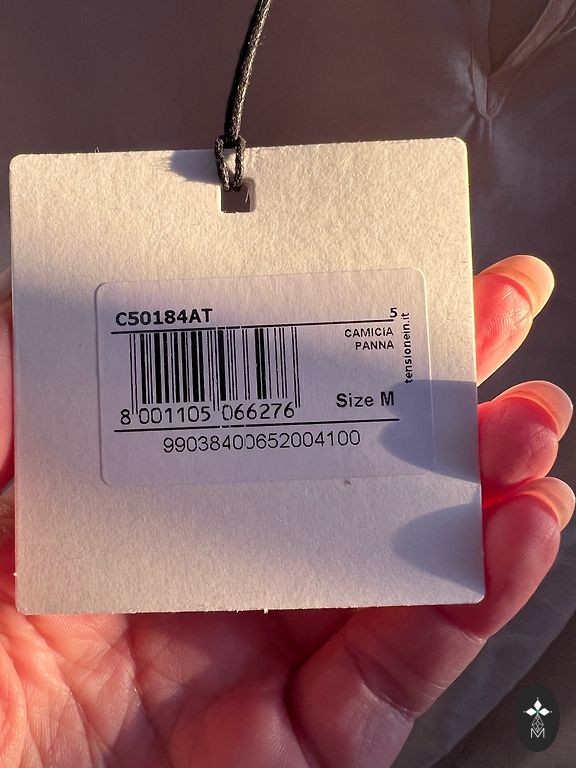 C50184AT 5
CAMICIA
PANNA
tensionein.it
Size M
8 001105 066276
99038400652004100
M